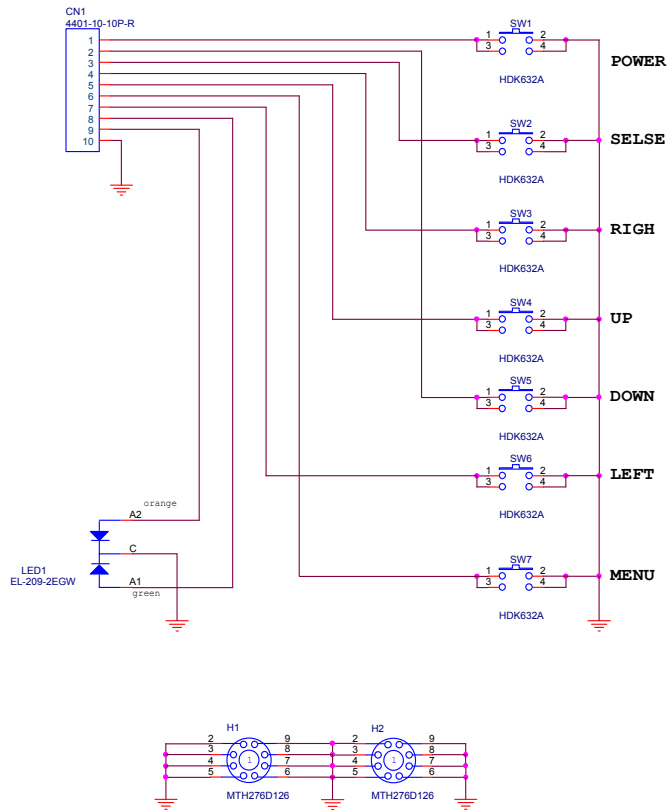 CN1
4401-10-10P-R
1
2
3
4
5
6
7
8
9
10
SW1
1 2
3 4
HDK632A
POWER
SW2
1 2
3 4
HDK632A
SELSE
SW3
1 2
3 4
HDK632A
RIGH
SW4
1 2
3 4
HDK632A
UP
SW5
1 2
3 4
HDK632A
DOWN
SW6
1 2
3 4
HDK632A
LEFT
SW7
1 2
3 4
HDK632A
MENU
orange
A2
C
LED1
EL-209-2EGW
A1
green
H1
2 9
3 8
4 1 7
5 6
MTH276D126
H2
2 9
3 8
4 1 7
5 6
MTH276D126